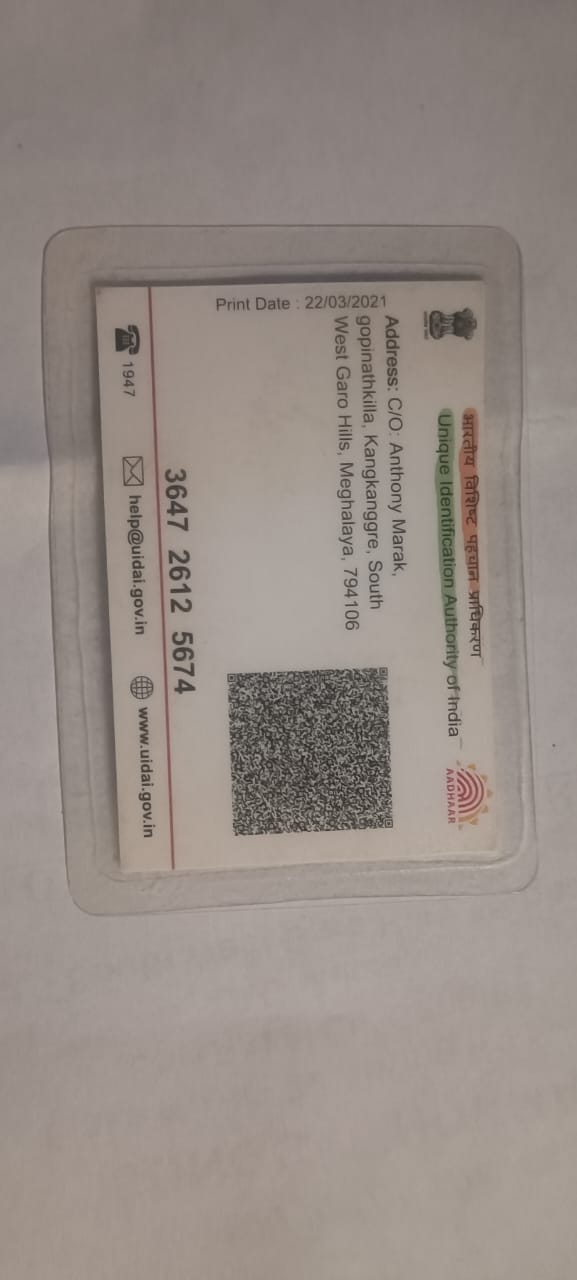 भारतीय विशिष्ट पहचान प्राधिकरण
Unique Identification Authority of India
AADHAAR
Address: C/O: Anthony Marak,
gopinathkilla, Kangkanggre, South
West Garo Hills, Meghalaya, 794106
Print Date : 22/03/2021
3647 2612 5674
1947
help@uidai.gov.in
www.uidai.gov.in